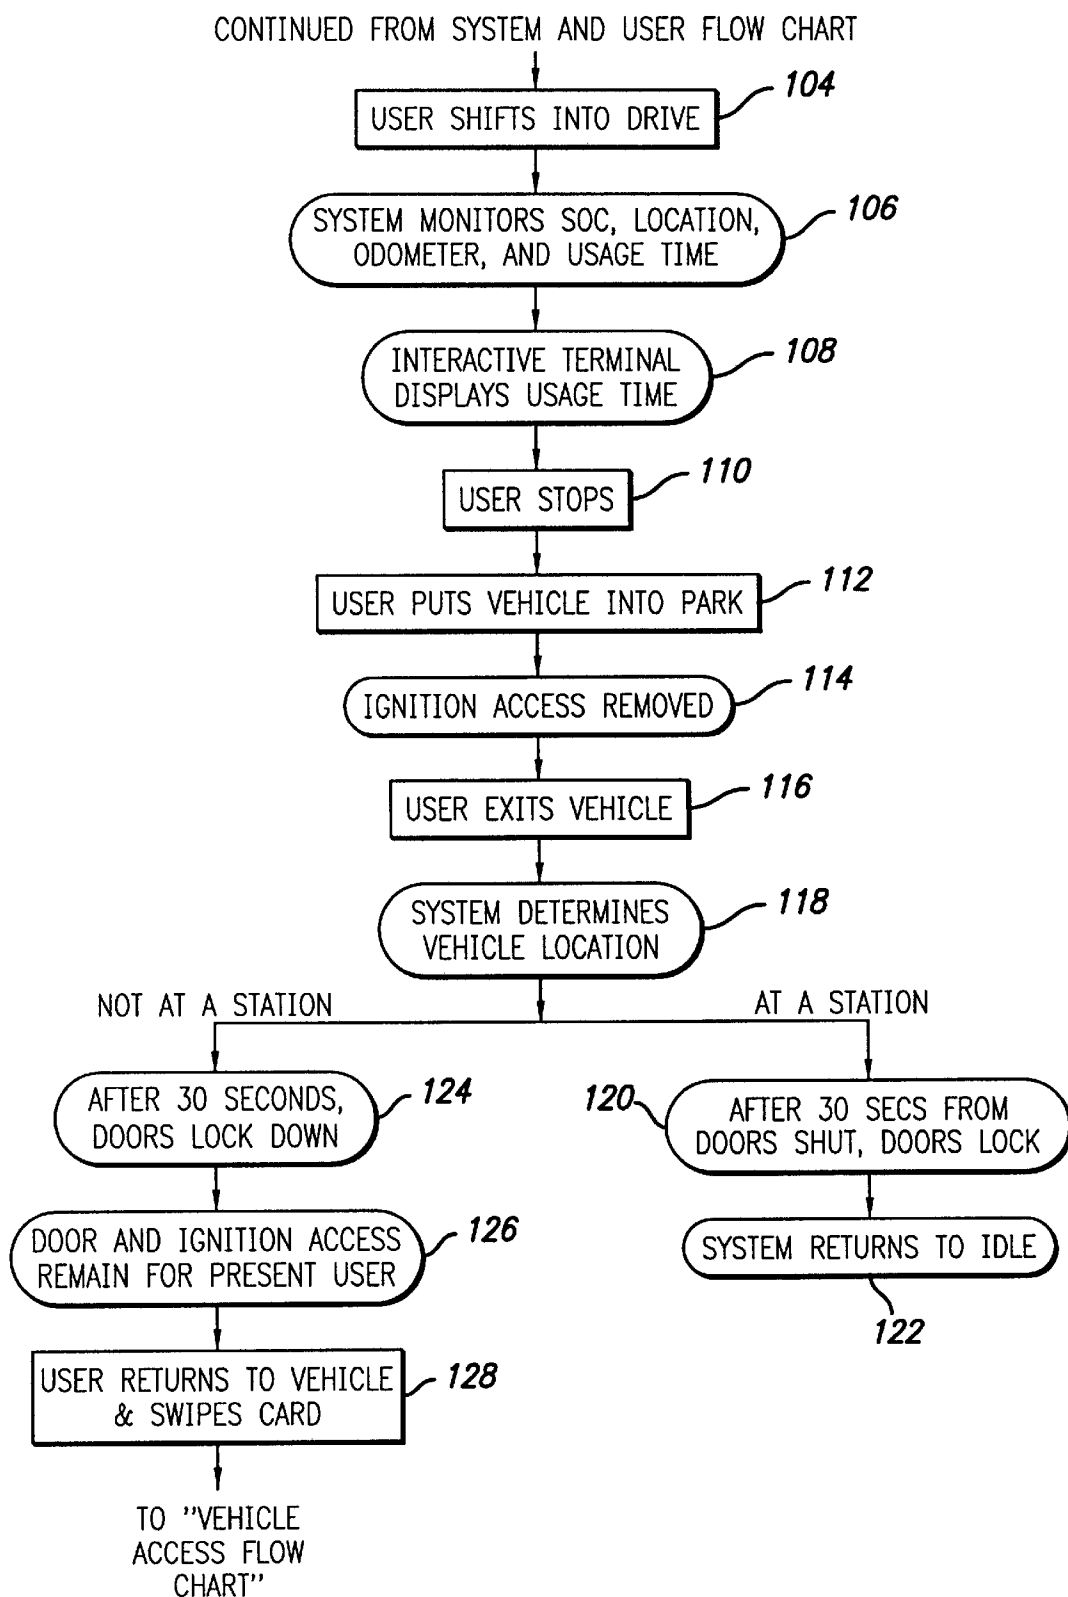 CONTINUED FROM SYSTEM AND USER FLOW CHART
104
USER SHIFTS INTO DRIVE
106
SYSTEM MONITORS SOC, LOCATION,
ODOMETER, AND USAGE TIME
108
INTERACTIVE TERMINAL
DISPLAYS USAGE TIME
110
USER STOPS
112
USER PUTS VEHICLE INTO PARK
114
IGNITION ACCESS REMOVED
116
USER EXITS VEHICLE
118
SYSTEM DETERMINES
VEHICLE LOCATION
NOT AT A STATION
AT A STATION
124
AFTER 30 SECONDS,
DOORS LOCK DOWN
120
AFTER 30 SECS FROM
DOORS SHUT, DOORS LOCK
126
DOOR AND IGNITION ACCESS
REMAIN FOR PRESENT USER
SYSTEM RETURNS TO IDLE
122
128
USER RETURNS TO VEHICLE
& SWIPES CARD
TO "VEHICLE
ACCESS FLOW
CHART"